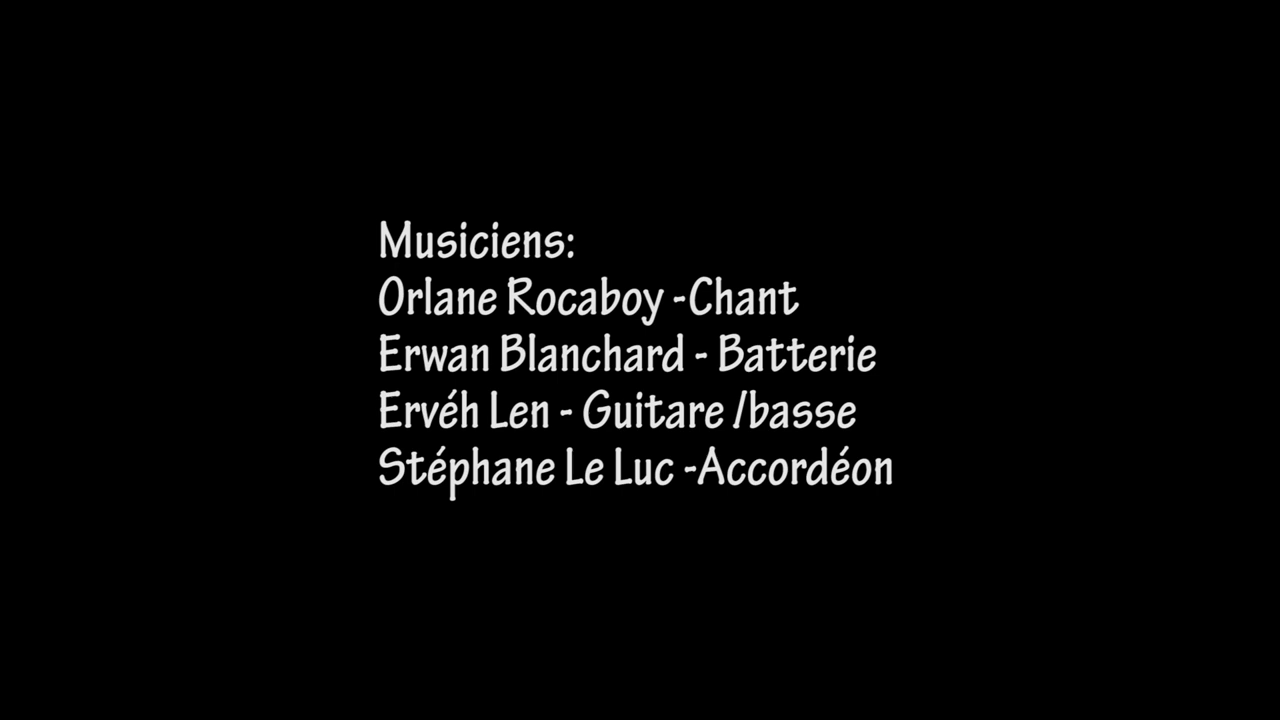 Musiciens:
Orlane Rocaboy -Chant
Erwan Blanchard - Batterie
Ervéh Len - Guitare /basse
Stéphane Le Luc -Accordéon